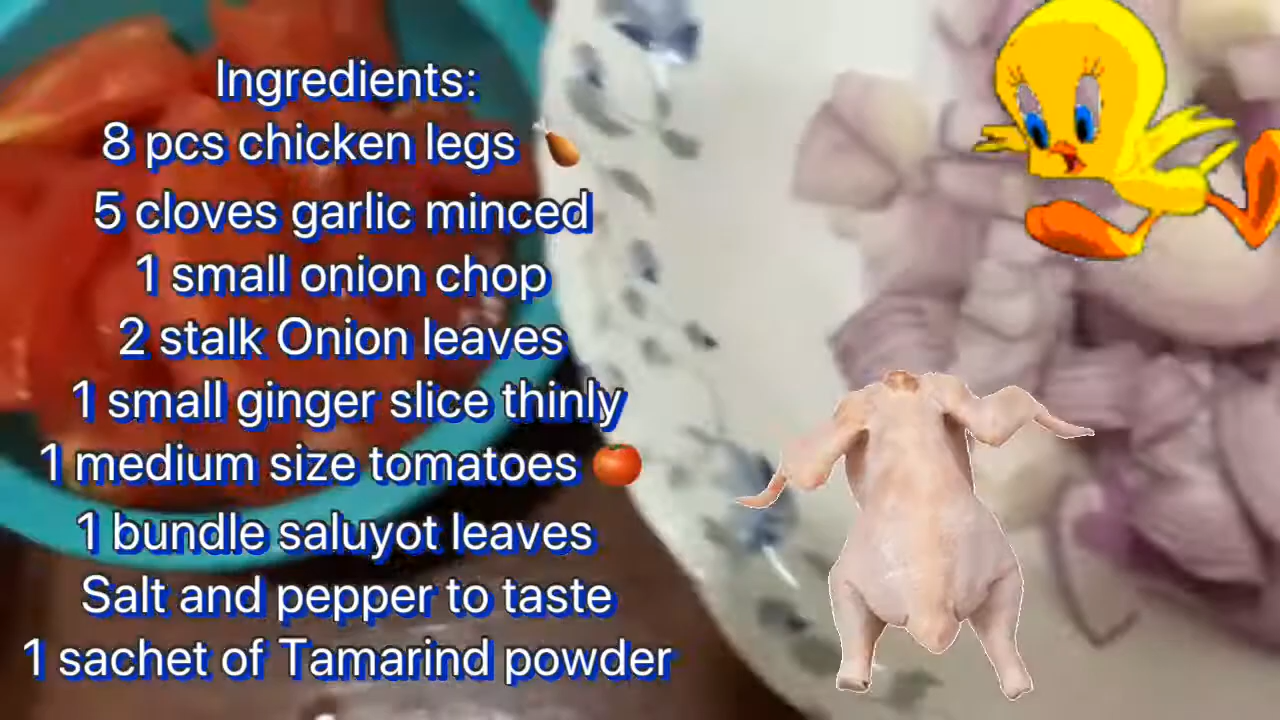 Ingredients:
8 pcs chicken legs 🍗
5 cloves garlic minced
1 small onion chop
2 stalk Onion leaves
1 small ginger slice thinly
1 medium size tomatoes 🍅
1 bundle saluyot leaves
Salt and pepper to taste
1 sachet of Tamarind powder